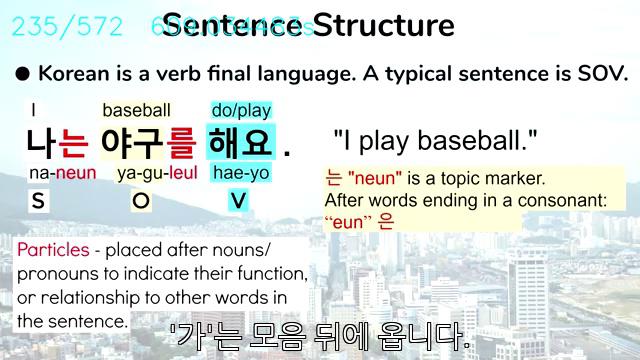 235/572
Sentence Structure
● Korean is a verb final language. A typical sentence is SOV.
I baseball do/play
나는 야구를 해요 .
na-neun ya-gu-leul hae-yo
S O V
"I play baseball."
는 "neun" is a topic marker.
After words ending in a consonant:
“eun” 은
Particles - placed after nouns/
pronouns to indicate their function,
or relationship to other words in
the sentence.
'가'는 모음 뒤에 옵니다.